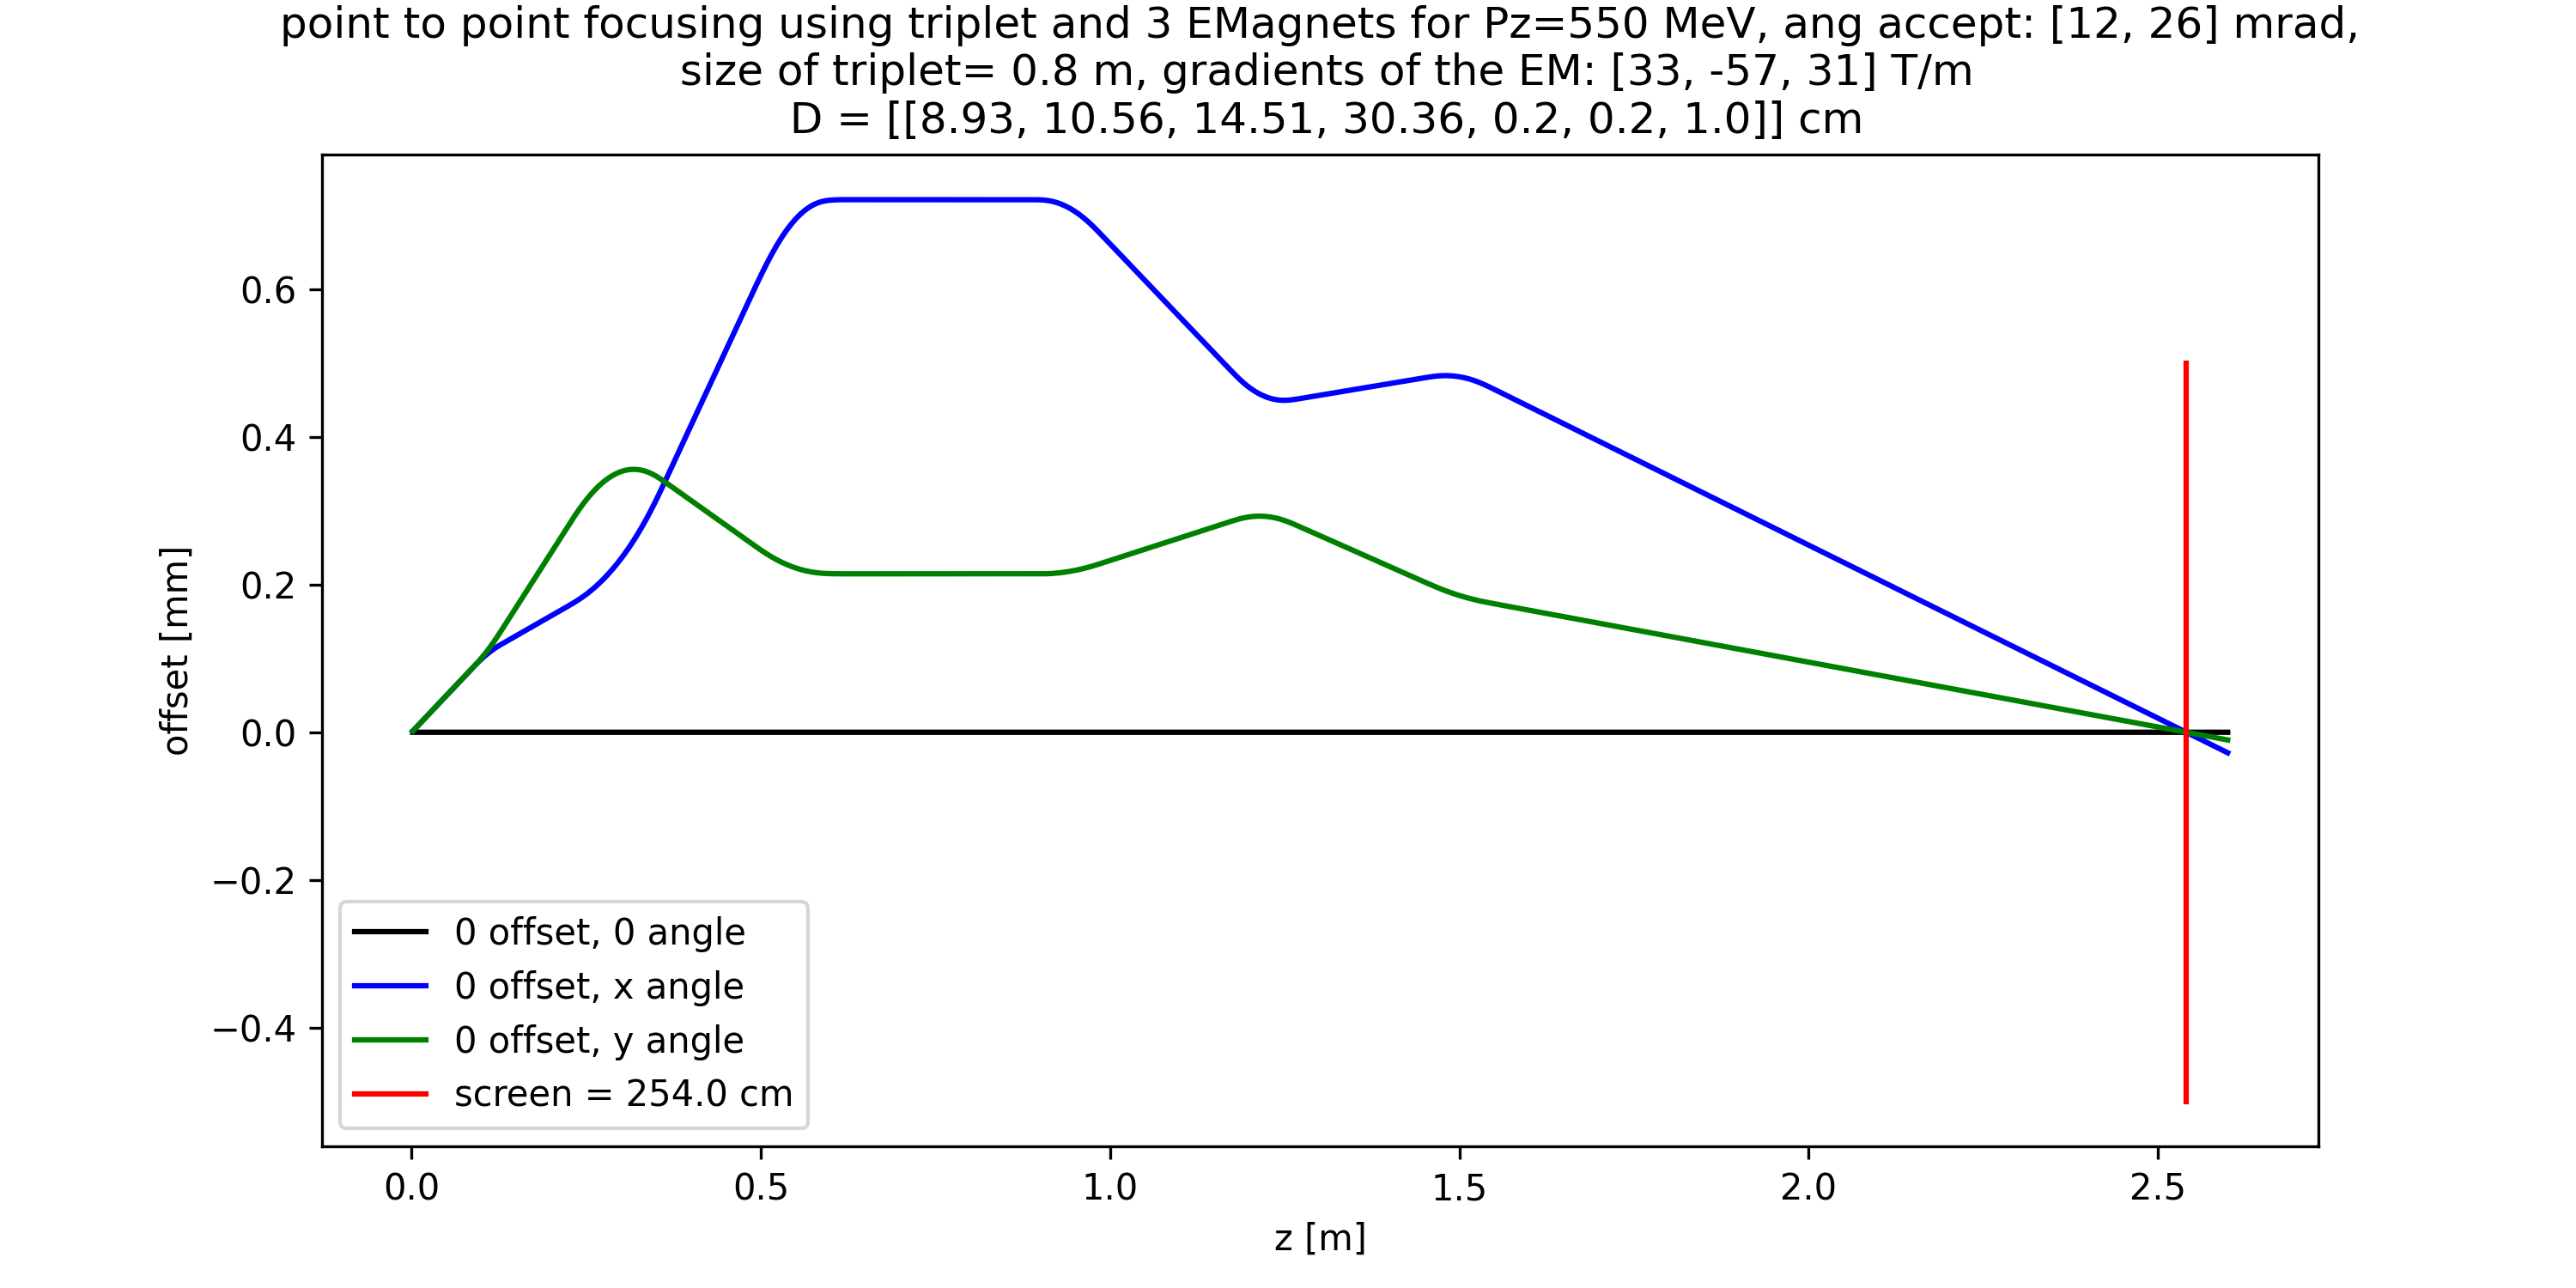 point to point focusing using triplet and 3 EMagnets for Pz=550 MeV, ang accept: [12, 26] mrad,
size of triplet= 0.8 m, gradients of the EM: [33, -57, 31] T/m
D = [[8.93, 10.56, 14.51, 30.36, 0.2, 0.2, 1.0]] cm
offset [mm]
0.6
0.4
0.2
0.0
−0.2
−0.4
0 offset, 0 angle
0 offset, x angle
0 offset, y angle
screen = 254.0 cm
0.0 0.5 1.0 1.5 2.0 2.5
z [m]